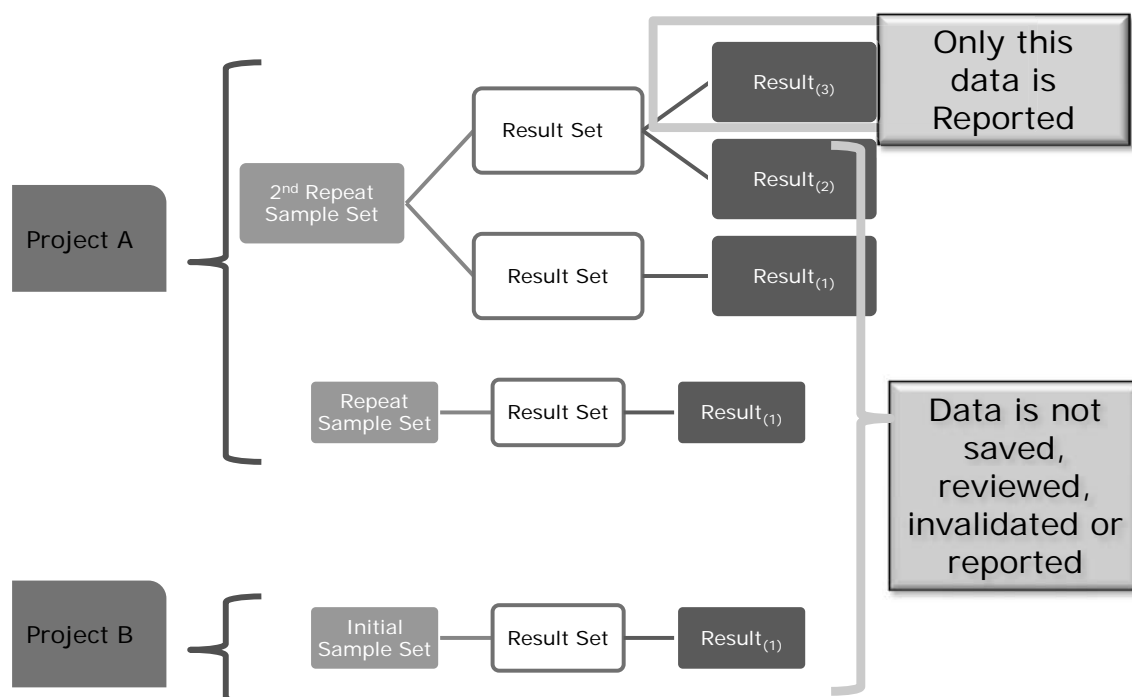 Only this
data is
Reported
Result(3)
Result Set
Result(2)
2nd Repeat
Sample Set
Project A
Result Set
Result(1)
Repeat
Sample Set
Result Set
Result(1)
Data is not
saved,
reviewed,
invalidated or
reported
Project B
Initial
Sample Set
Result Set
Result(1)